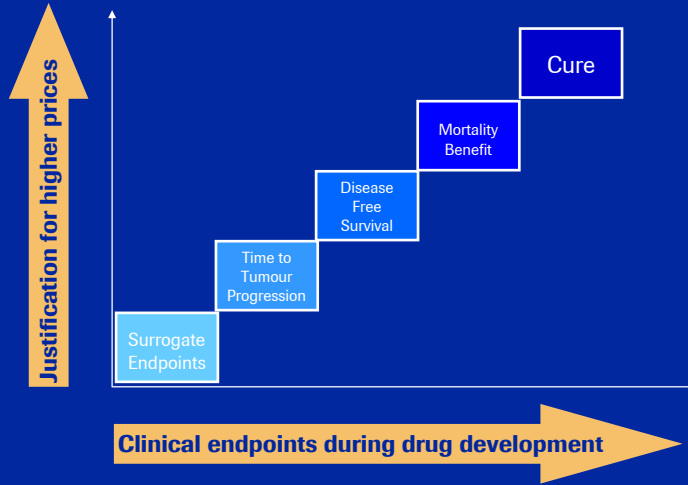 Justification for higher prices
Cure
Mortality
Benefit
Disease
Free
Survival
Time to
Tumour
Progression
Surrogate
Endpoints
Clinical endpoints during drug development